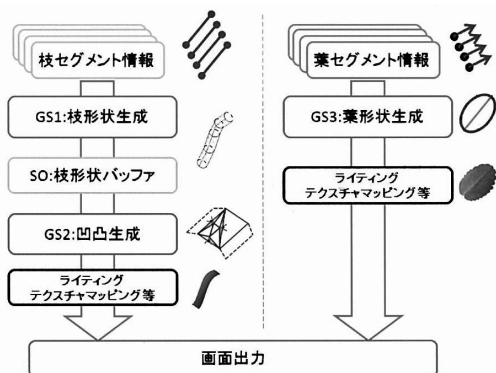 枝セグメント情報
GS1:枝形状生成
SO:枝形状バッファ
GS2:凹凸生成
ライティング
テクスチャマッピング等
葉セグメント情報
GS3:葉形状生成
ライティング
テクスチャマッピング等
画面出力